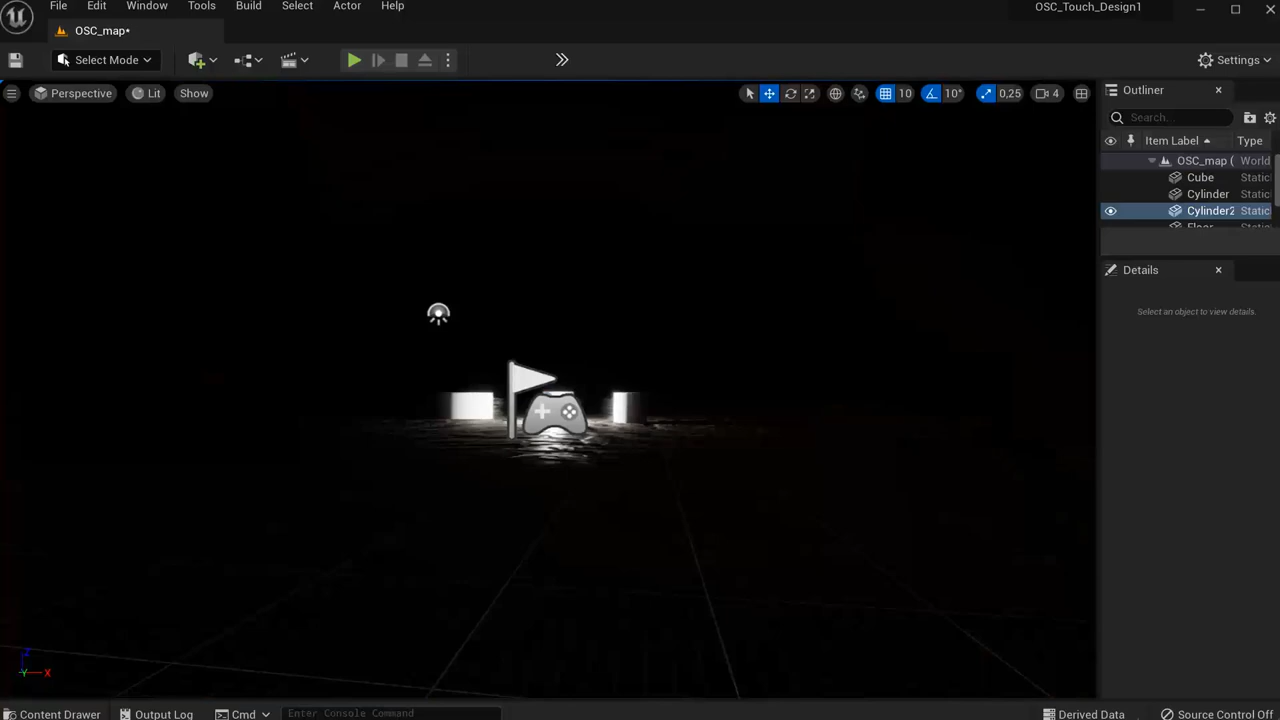 File Edit Window Tools Build Select Actor Help OSC_Touch_Design1
OSC_map*
Select Mode Settings
Perspective Lit Show 10 10° 0,25 4 Outliner
Search...
Item Label Type
OSC_map ( World
Cube Static
Cylinder Static
Cylinder2 Static
Details
Select an object to view details.
Z
Y X
Content Drawer Output Log Cmd Enter Console Command Derived Data Source Control Off